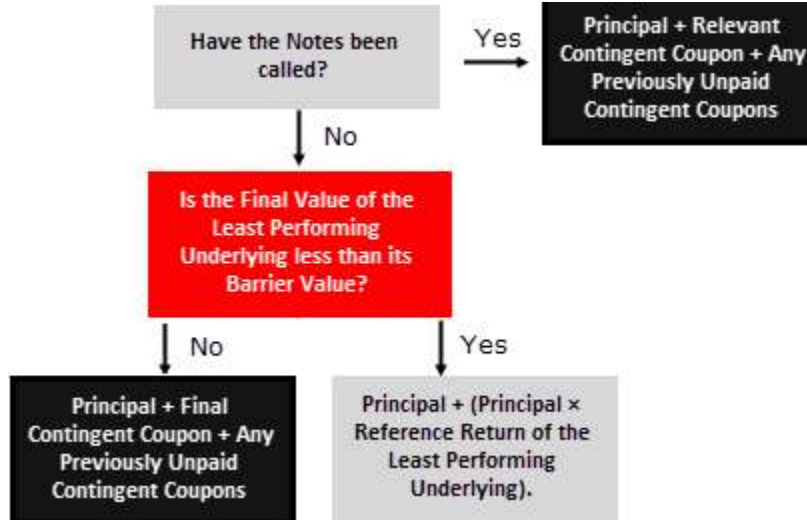 Have the Notes been
called?
Yes
Principal + Relevant
Contingent Coupon + Any
Previously Unpaid
Contingent Coupons
No
Is the Final Value of the
Least Performing
Underlying less than its
Barrier Value?
No
Yes
Principal + Final
Contingent Coupon + Any
Previously Unpaid
Contingent Coupons
Principal + (Principal ×
Reference Return of the
Least Performing
Underlying).